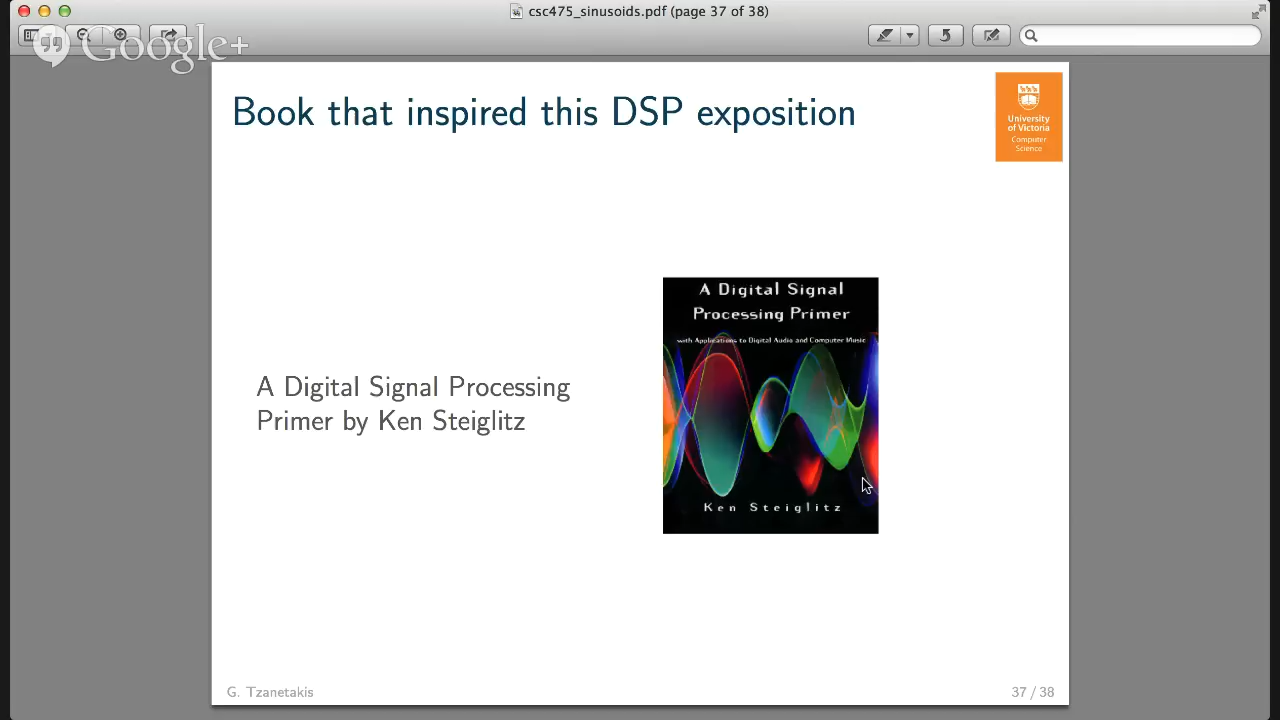 csc475_sinusoids.pdf (page 37 of 38)
Google+
Book that inspired this DSP exposition
University
of Victoria
Computer
Science
A Digital Signal
Processing Primer
with Applications to Digital Audio and Computer Music
A Digital Signal Processing
Primer by Ken Steiglitz
Ken Steiglitz
G. Tzanetakis
37 / 38